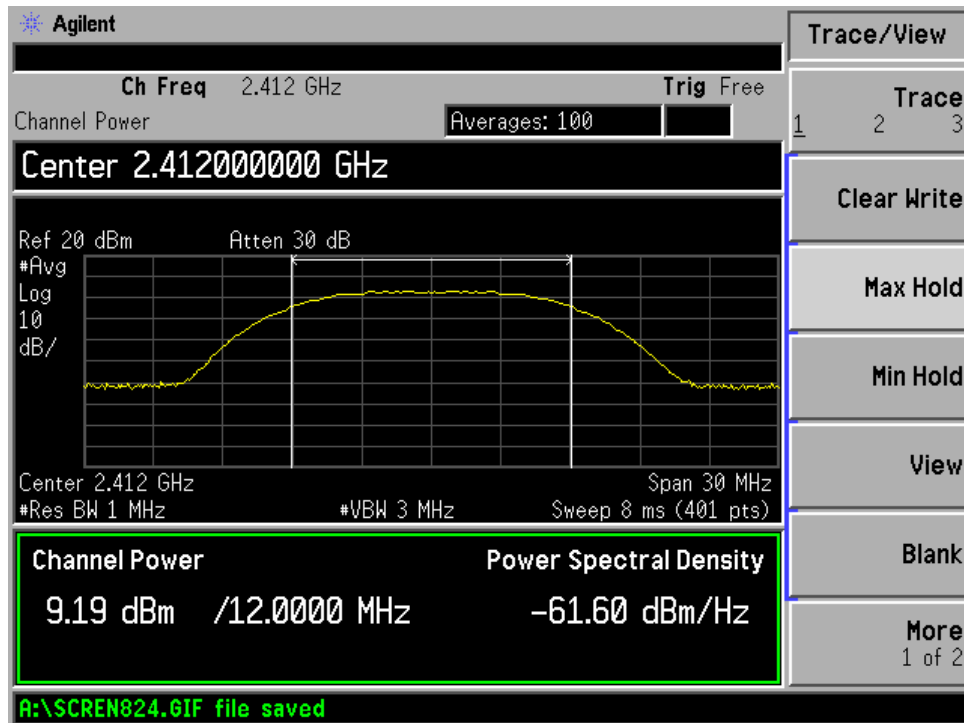 Agilent
Trace/View
Ch Freq 2.412 GHz Trig Free
Channel Power Averages: 100
Center 2.412000000 GHz
Ref 20 dBm Atten 30 dB
#Avg
Log
10
dB/
Center 2.412 GHz Span 30 MHz
#Res BW 1 MHz #VBW 3 MHz Sweep 8 ms (401 pts)
Channel Power Power Spectral Density
9.19 dBm /12.0000 MHz -61.60 dBm/Hz
A:\SCREN824.GIF file saved
Trace
1 2 3
Clear Write
Max Hold
Min Hold
View
Blank
More
1 of 2